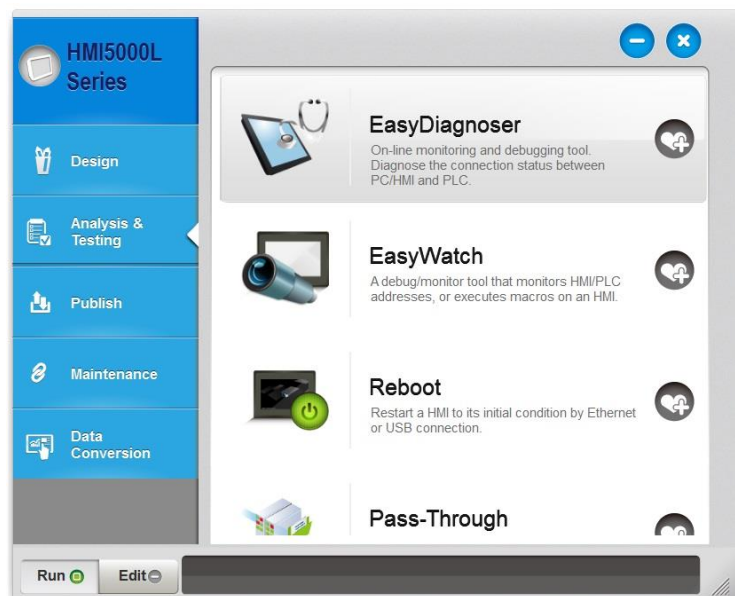 HMI5000L
Series
Design
Analysis &
Testing
Publish
Maintenance
Data
Conversion
EasyDiagnoser
On-line monitoring and debugging tool.
Diagnose the connection status between
PC/HMI and PLC.
EasyWatch
A debug/monitor tool that monitors HMI/PLC
addresses, or executes macros on an HMI.
Reboot
Restart a HMI to its initial condition by Ethernet
or USB connection.
Pass-Through
Run
Edit